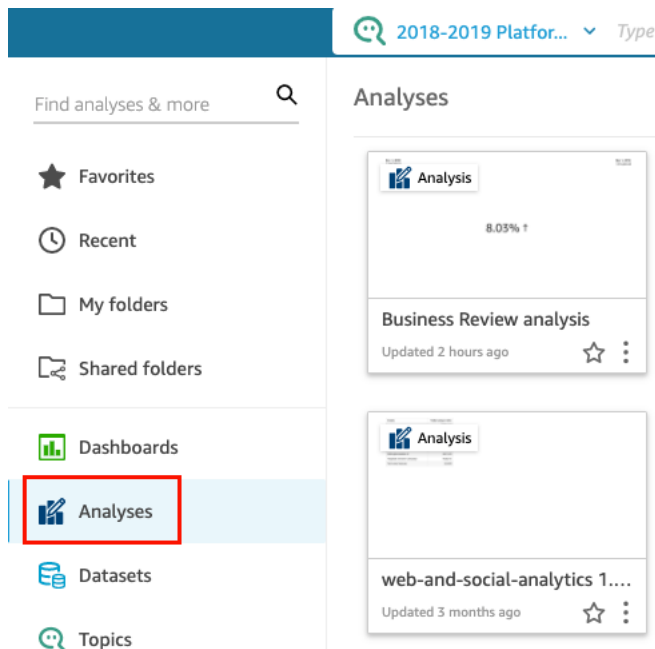 2018-2019 Platfor... Type
Find analyses & more
Favorites
Recent
My folders
Shared folders
Dashboards
Analyses
Datasets
Topics
Analyses
Analysis
8.03% ↑
Business Review analysis
Updated 2 hours ago
Analysis
web-and-social-analytics 1....
Updated 3 months ago